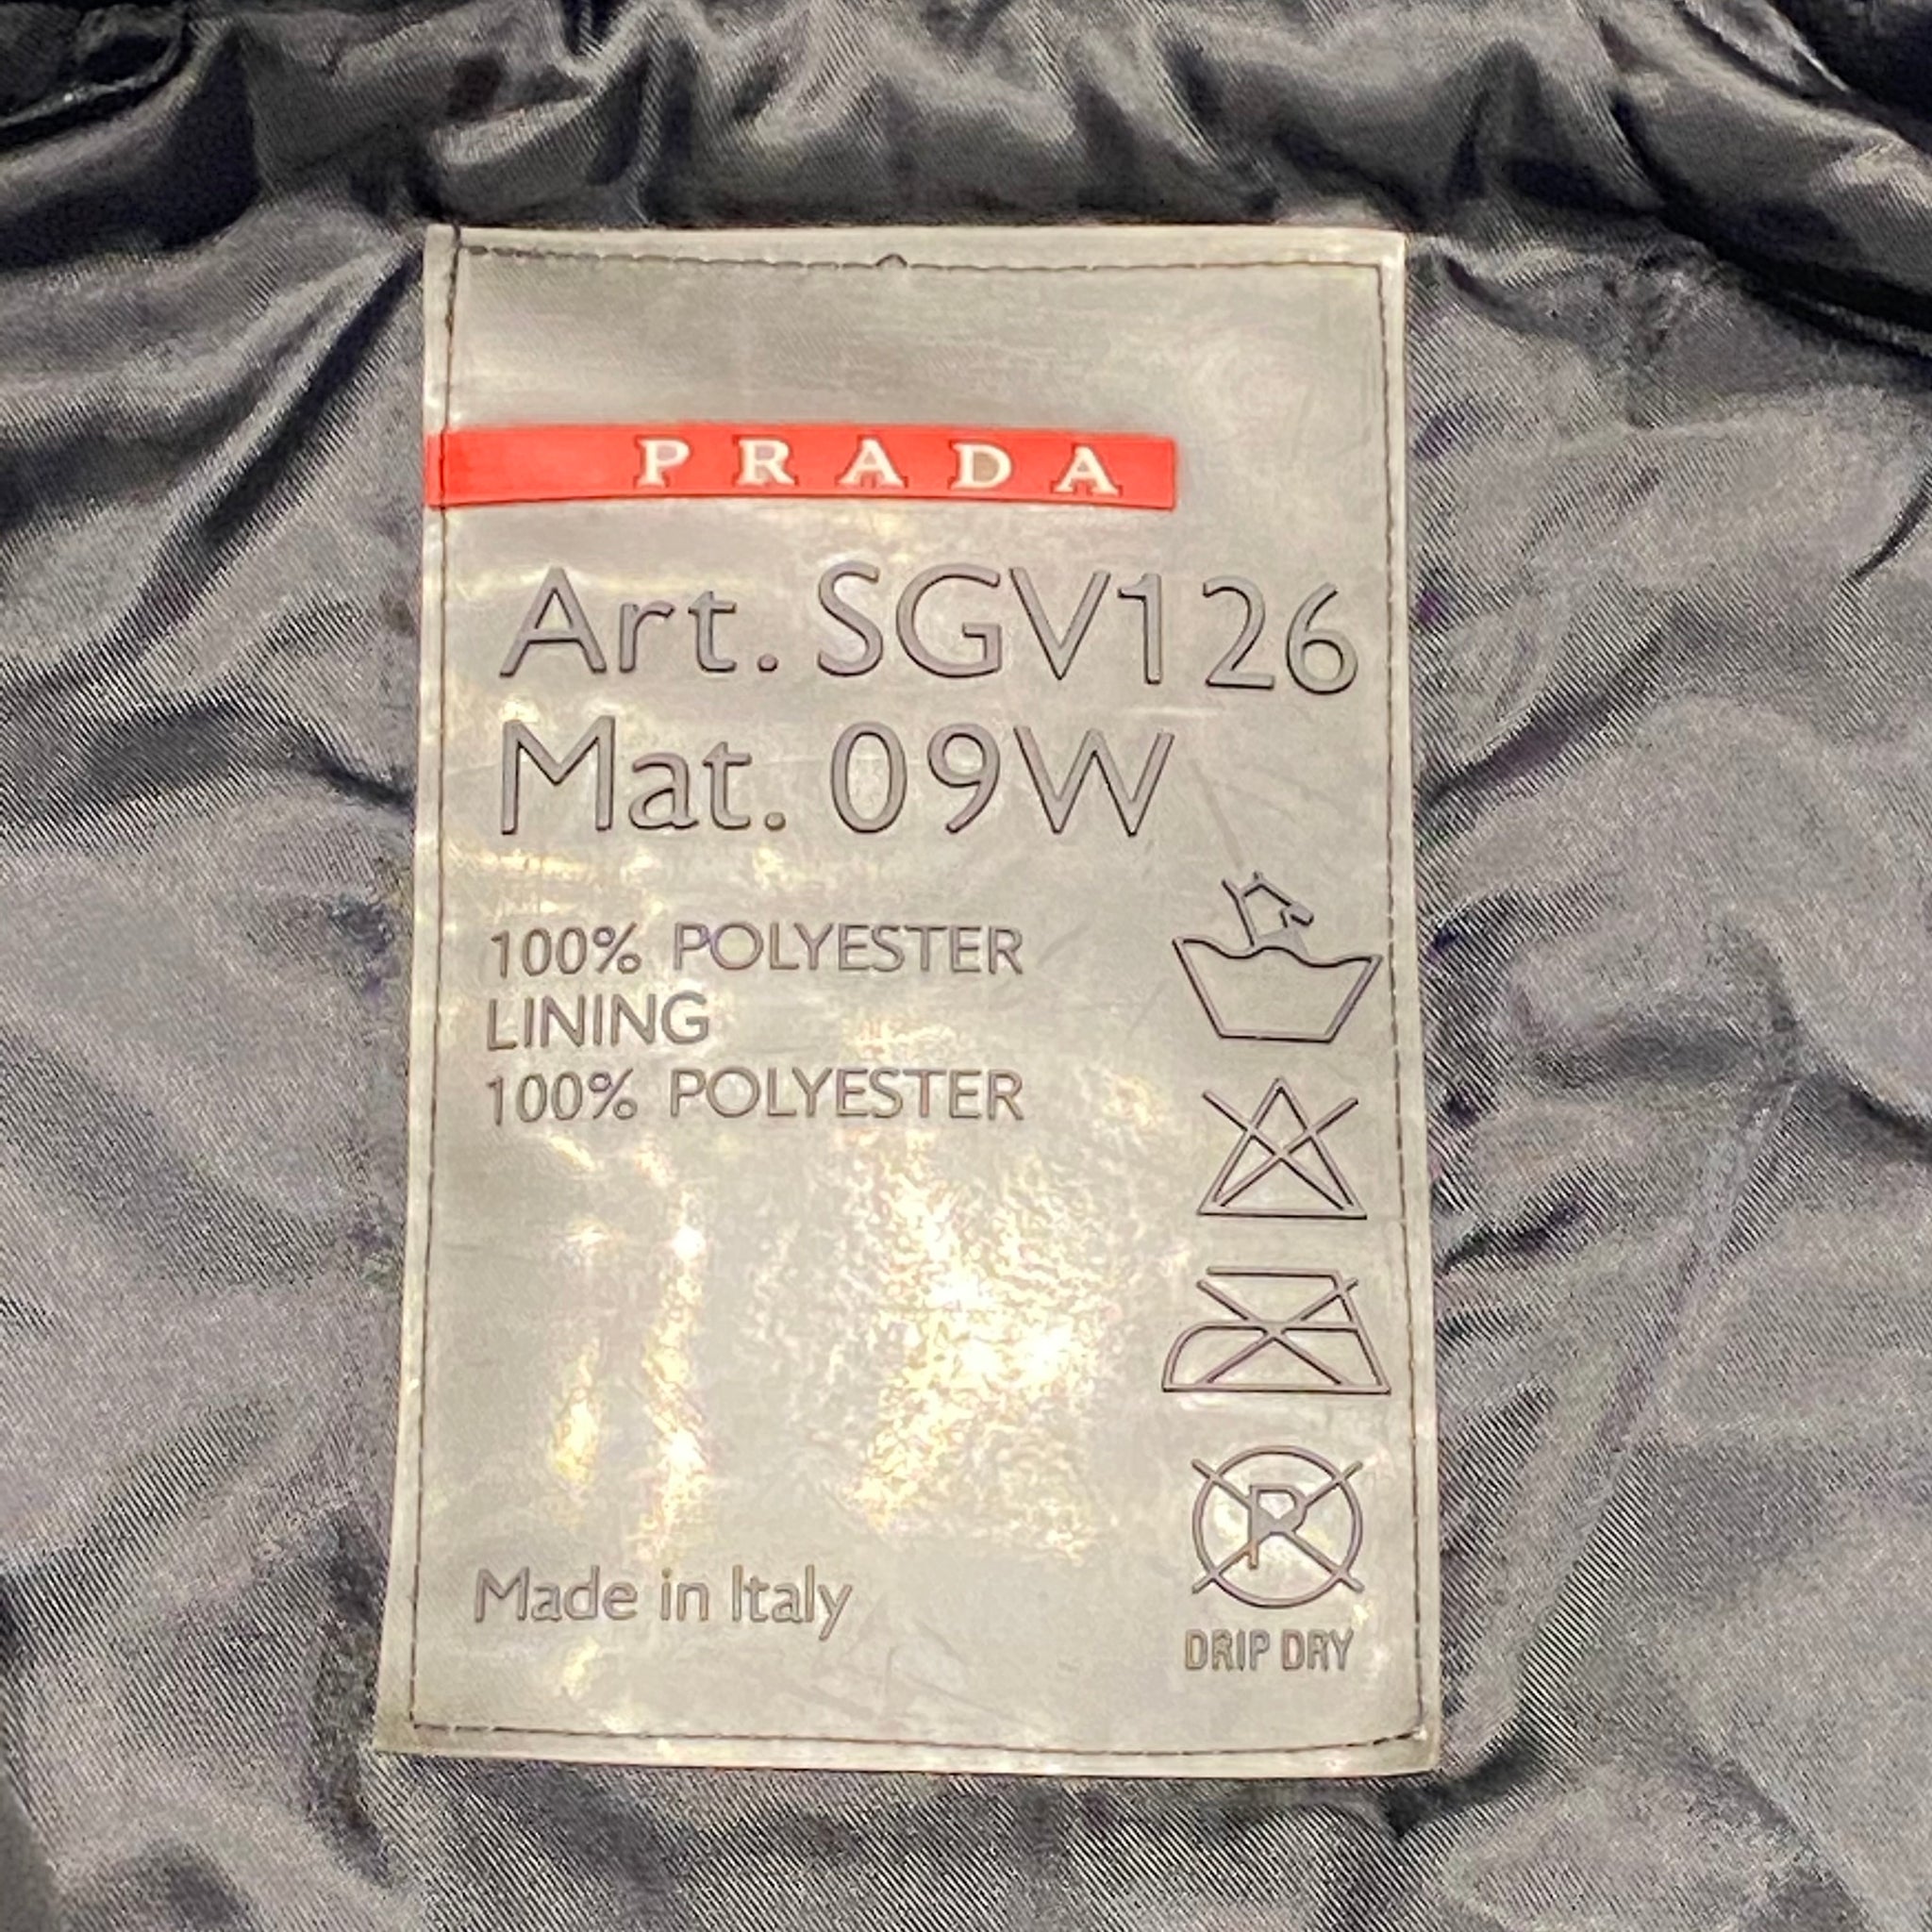 PRADA
Art. SGV126
Mat. 09W
100% POLYESTER
LINING
100% POLYESTER
P
Made in Italy
DRIP DRY